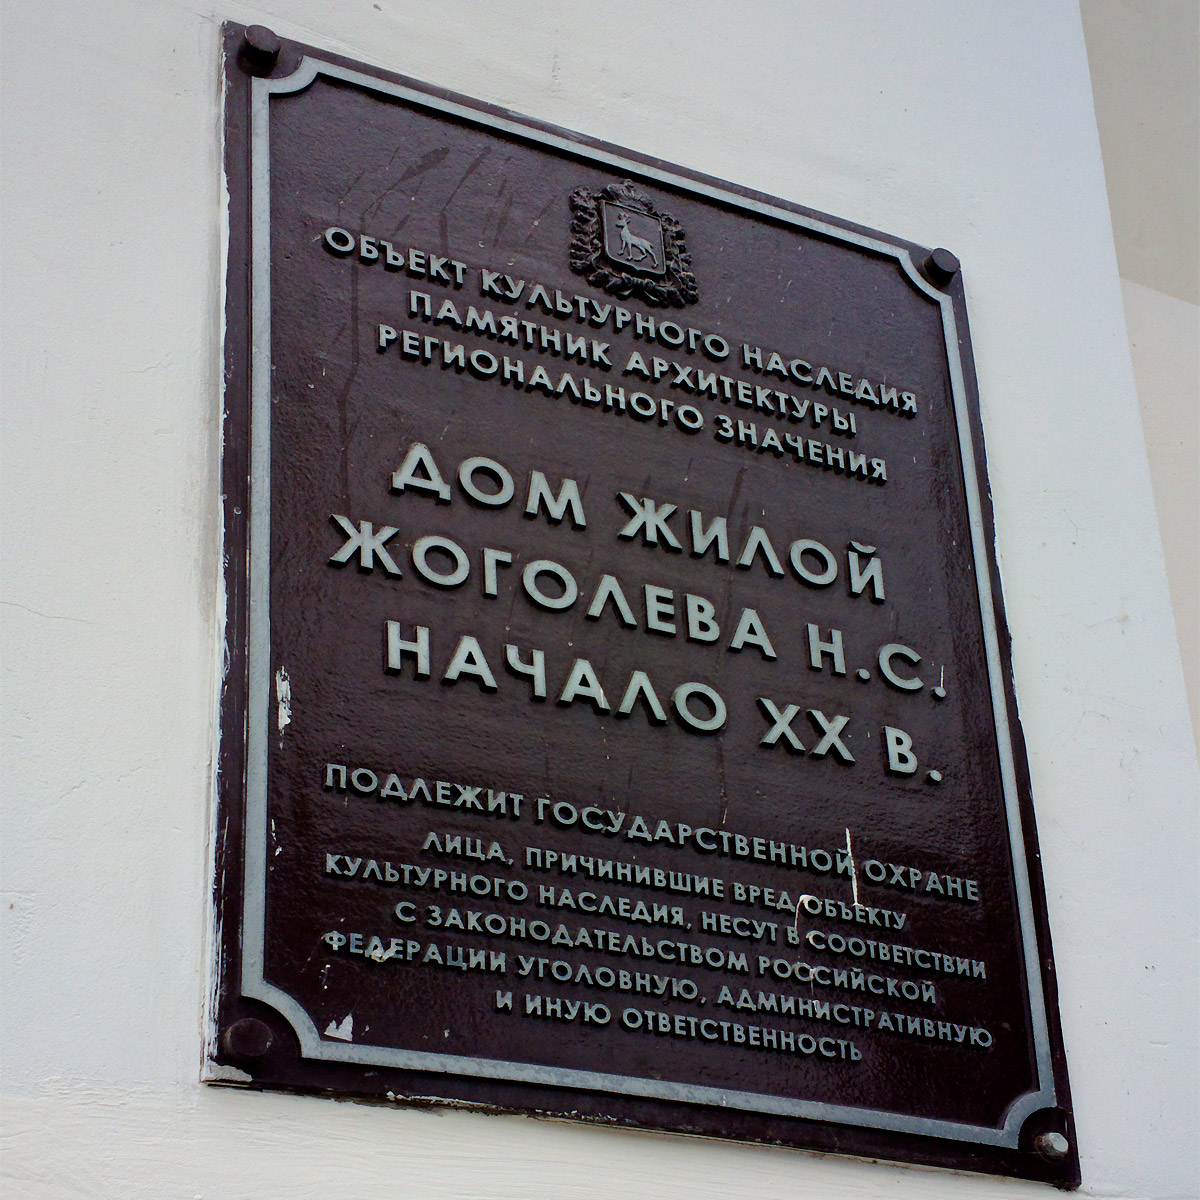 ОБЪЕКТ КУЛЬТУРНОГО НАСЛЕДИЯ
ПАМЯТНИК АРХИТЕКТУРЫ
РЕГИОНАЛЬНОГО ЗНАЧЕНИЯ
ДОМ ЖИЛОЙ
ЖОГОЛЕВА Н.С.
НАЧАЛО XX В.
ПОДЛЕЖИТ ГОСУДАРСТВЕННОЙ ОХРАНЕ
ЛИЦА, ПРИЧИНИВШИЕ ВРЕД ОБЪЕКТУ
КУЛЬТУРНОГО НАСЛЕДИЯ, НЕСУТ В СООТВЕТСТВИИ
С ЗАКОНОДАТЕЛЬСТВОМ РОССИЙСКОЙ
ФЕДЕРАЦИИ УГОЛОВНУЮ, АДМИНИСТРАТИВНУЮ
И ИНУЮ ОТВЕТСТВЕННОСТЬ